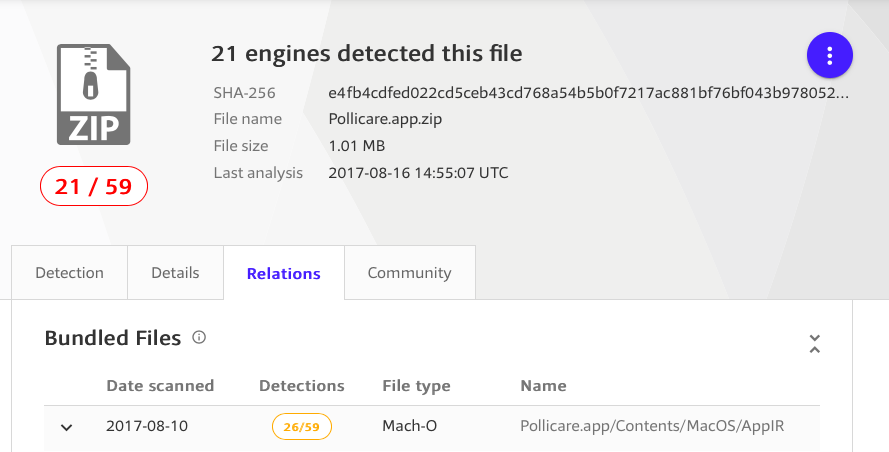 21 engines detected this file
SHA-256 e4fb4cdfed022cd5ceb43cd768a54b5b0f7217ac881bf76bf043b978052...
File name Pollicare.app.zip
File size 1.01 MB
Last analysis 2017-08-16 14:55:07 UTC
ZIP
21 / 59
Detection Details Relations Community
Bundled Files
Date scanned Detections File type Name
2017-08-10 26/59 Mach-O Pollicare.app/Contents/MacOS/AppIR